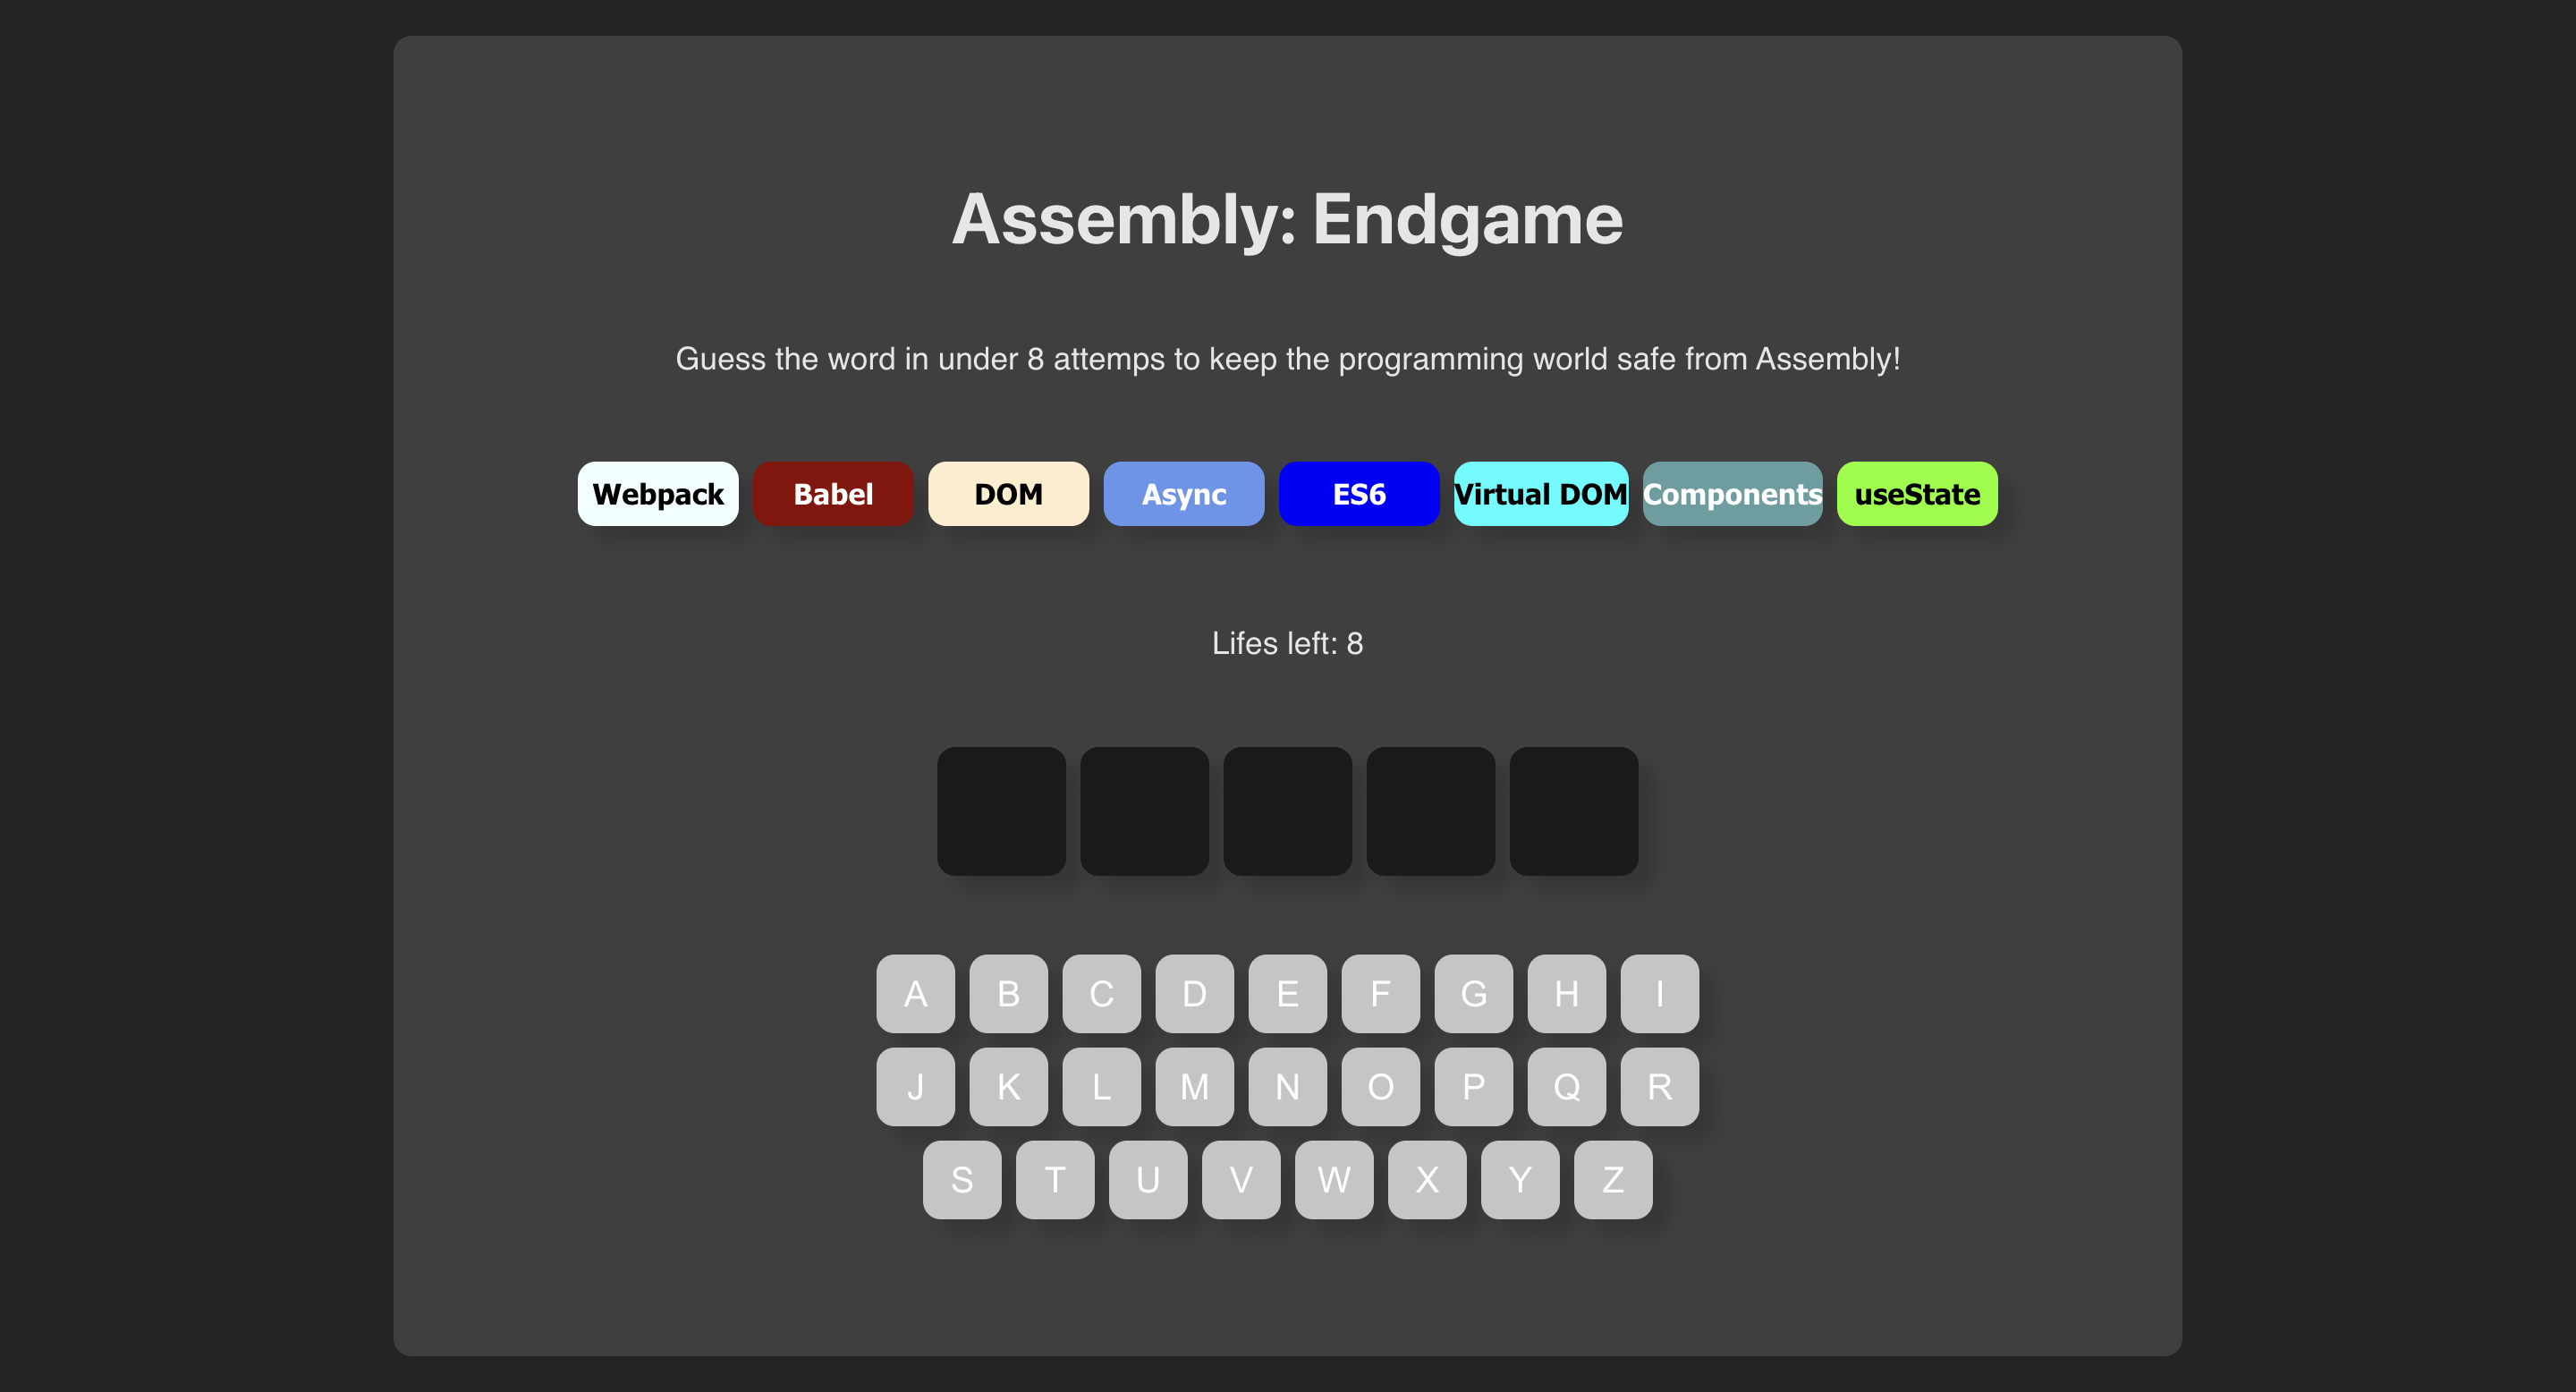 Assembly: Endgame
Guess the word in under 8 attemps to keep the programming world safe from Assembly!
Webpack Babel DOM Async ES6 Virtual DOM Components useState
Lifes left: 8
A B C D E F G H I
J K L M N O P Q R
S T U V W X Y Z